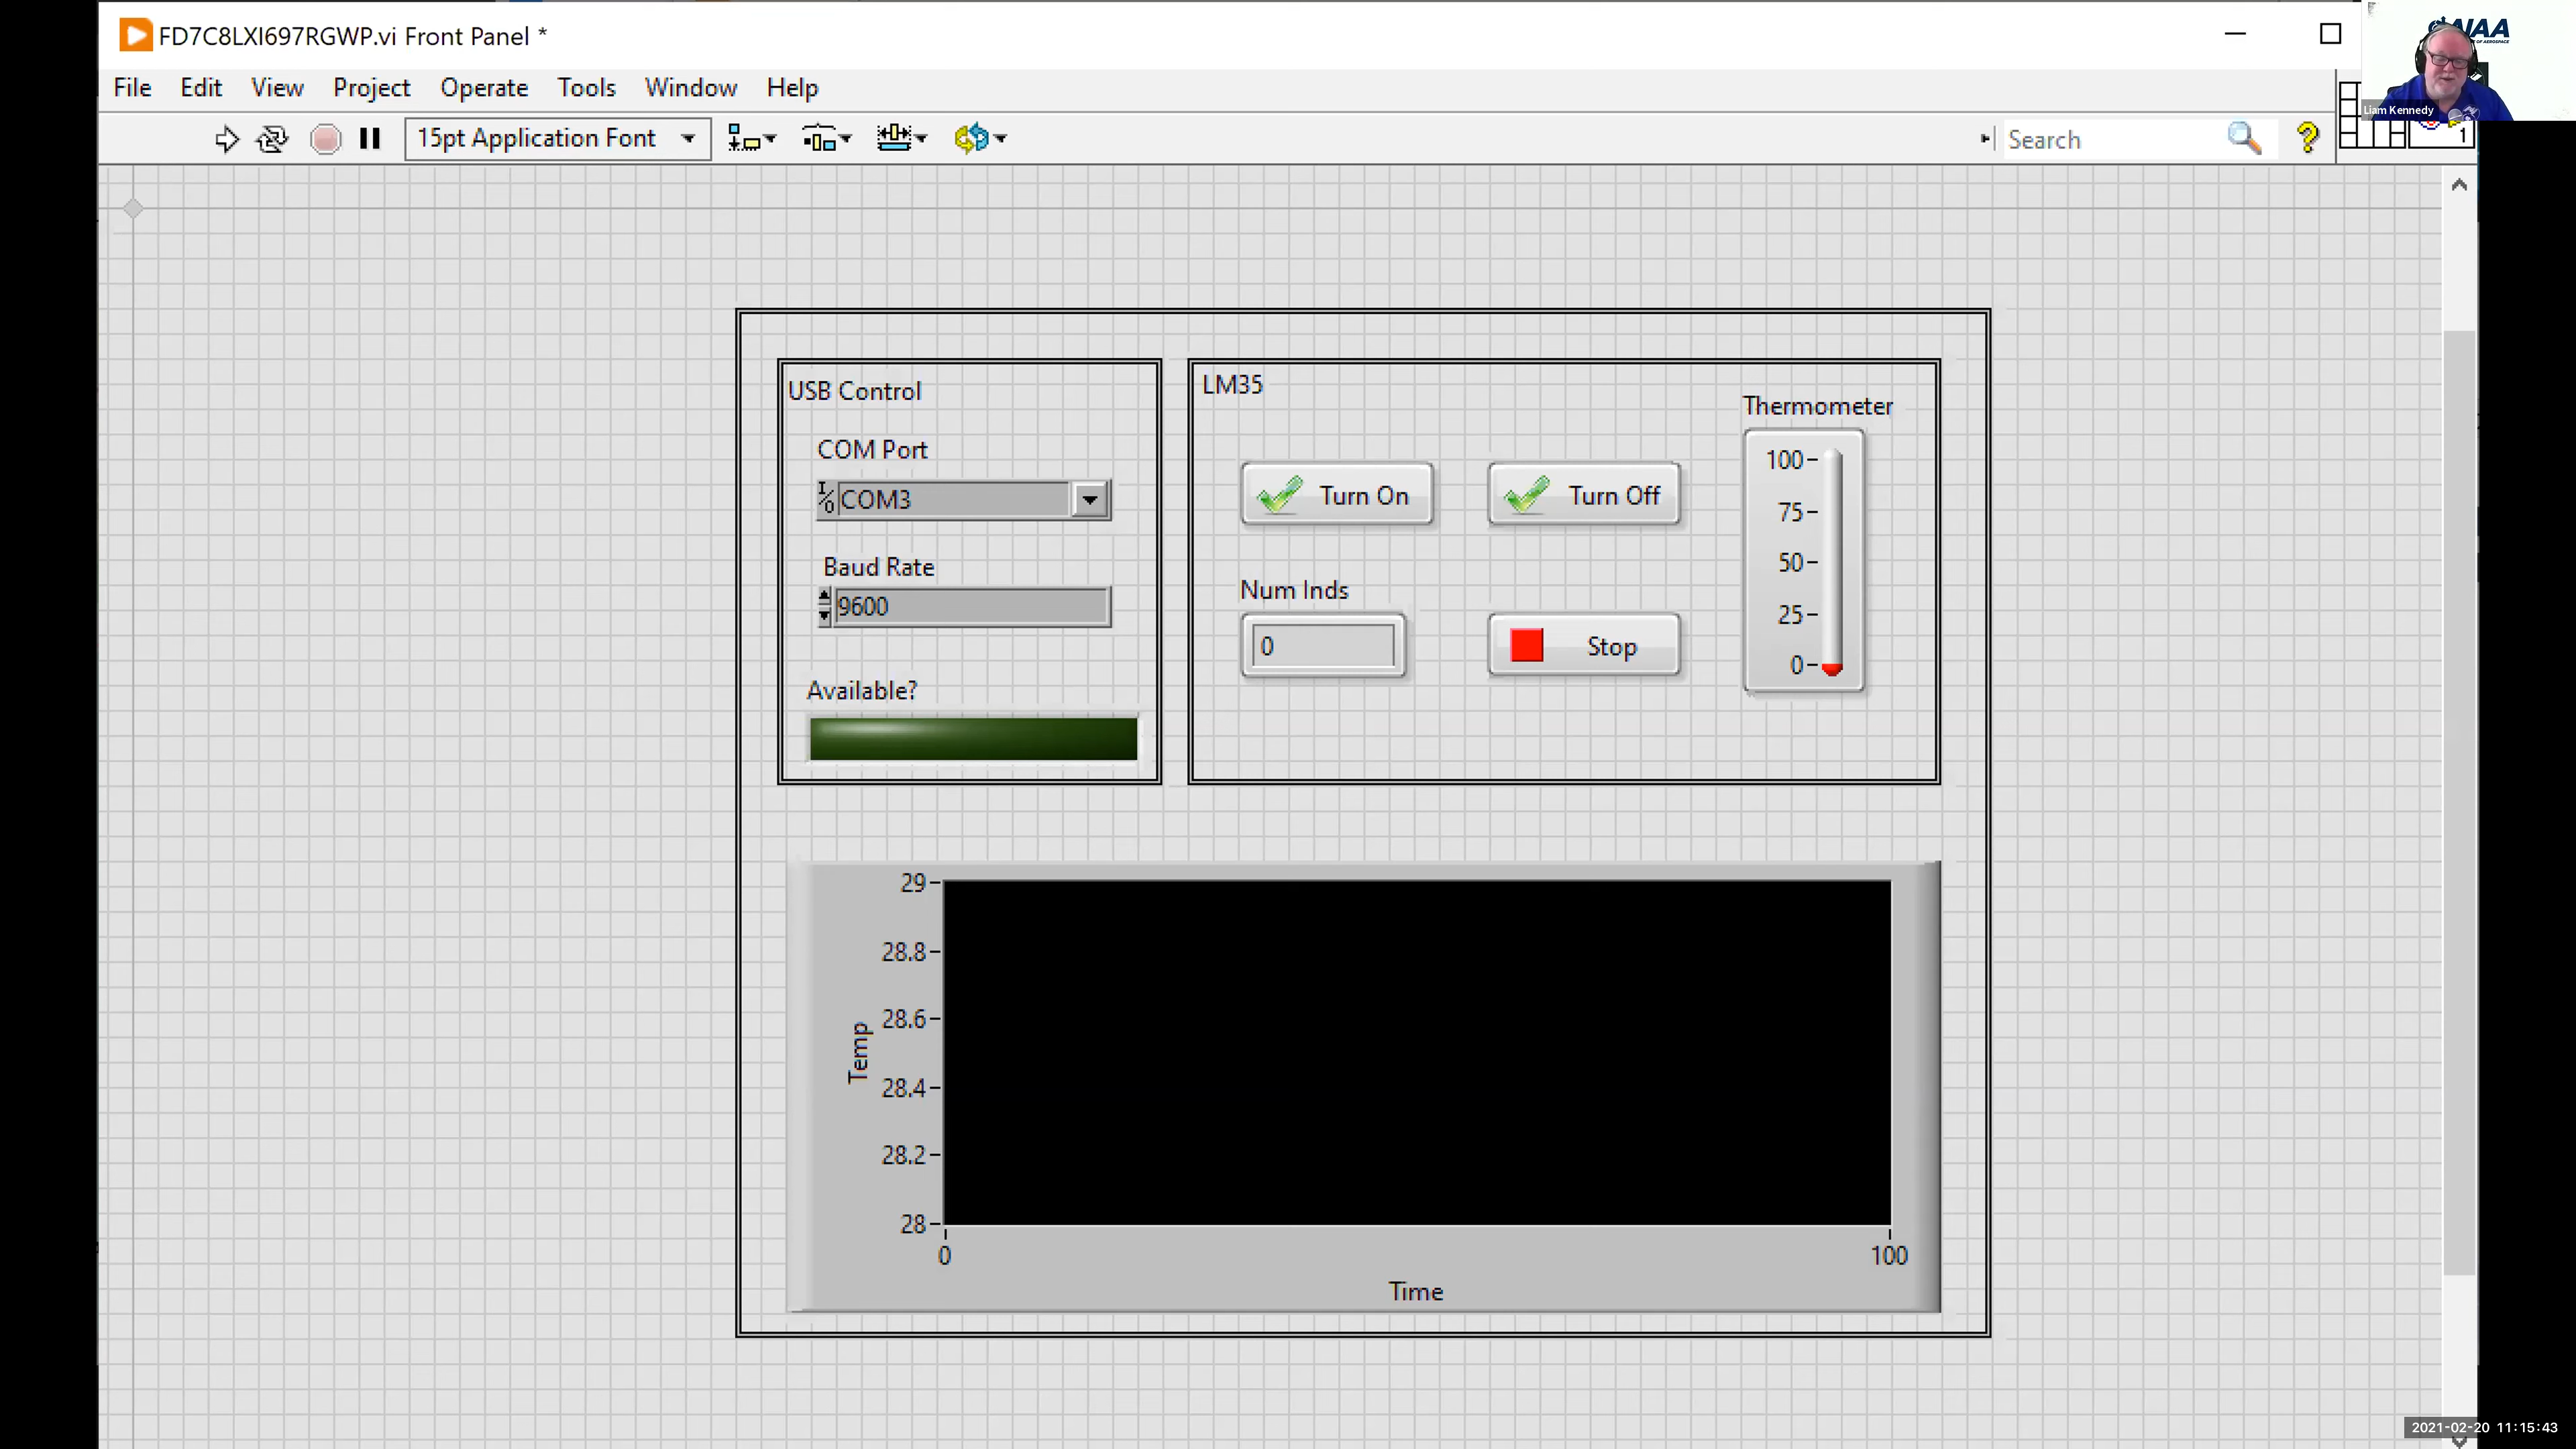 FD7C8LXI697RGWP.vi Front Panel *
File Edit View Project Operate Tools Window Help
15pt Application Font
Search
1
Liam Kennedy
USB Control
COM Port
COM3
Baud Rate
9600
Available?
LM35
Turn On
Turn Off
Num Inds
0
Stop
Thermometer
100
75
50
25
0
29
28.8
28.6
28.4
28.2
28
Temp
0
100
Time
2021-02-20 11:15:43